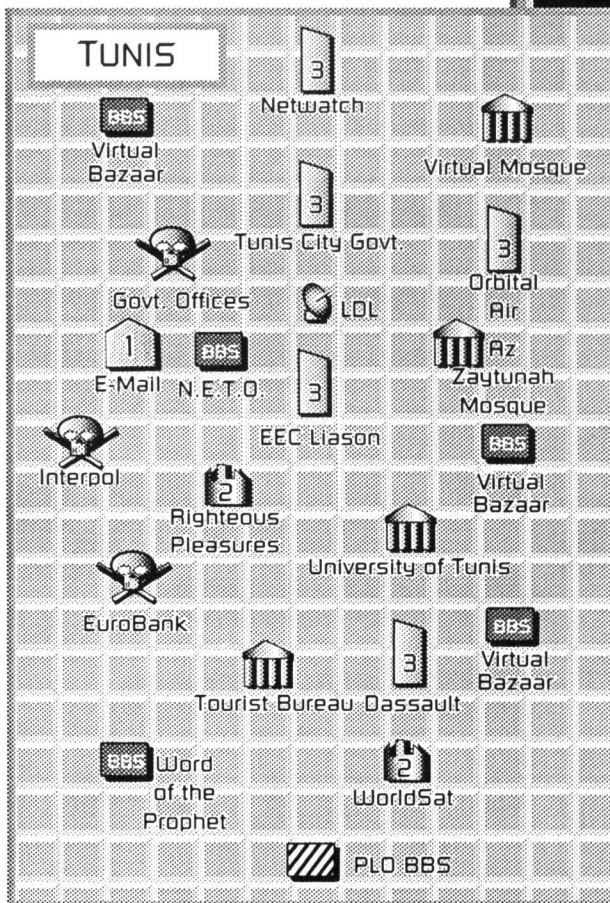 TUNIS
3
Netwatch
BBS
Virtual
Bazaar
Virtual Mosque
3
Tunis City Govt.
Govt. Offices
3
Orbital
Air
LDL
1
E-Mail
BBS
N.E.T.O.
3
EEC Liason
Az
Zaytunah
Mosque
Interpol
2
Righteous
Pleasures
BBS
Virtual
Bazaar
University of Tunis
EuroBank
Tourist Bureau
3
Dassault
BBS
Virtual
Bazaar
BBS
Word
of the
Prophet
2
WorldSat
PLO BBS